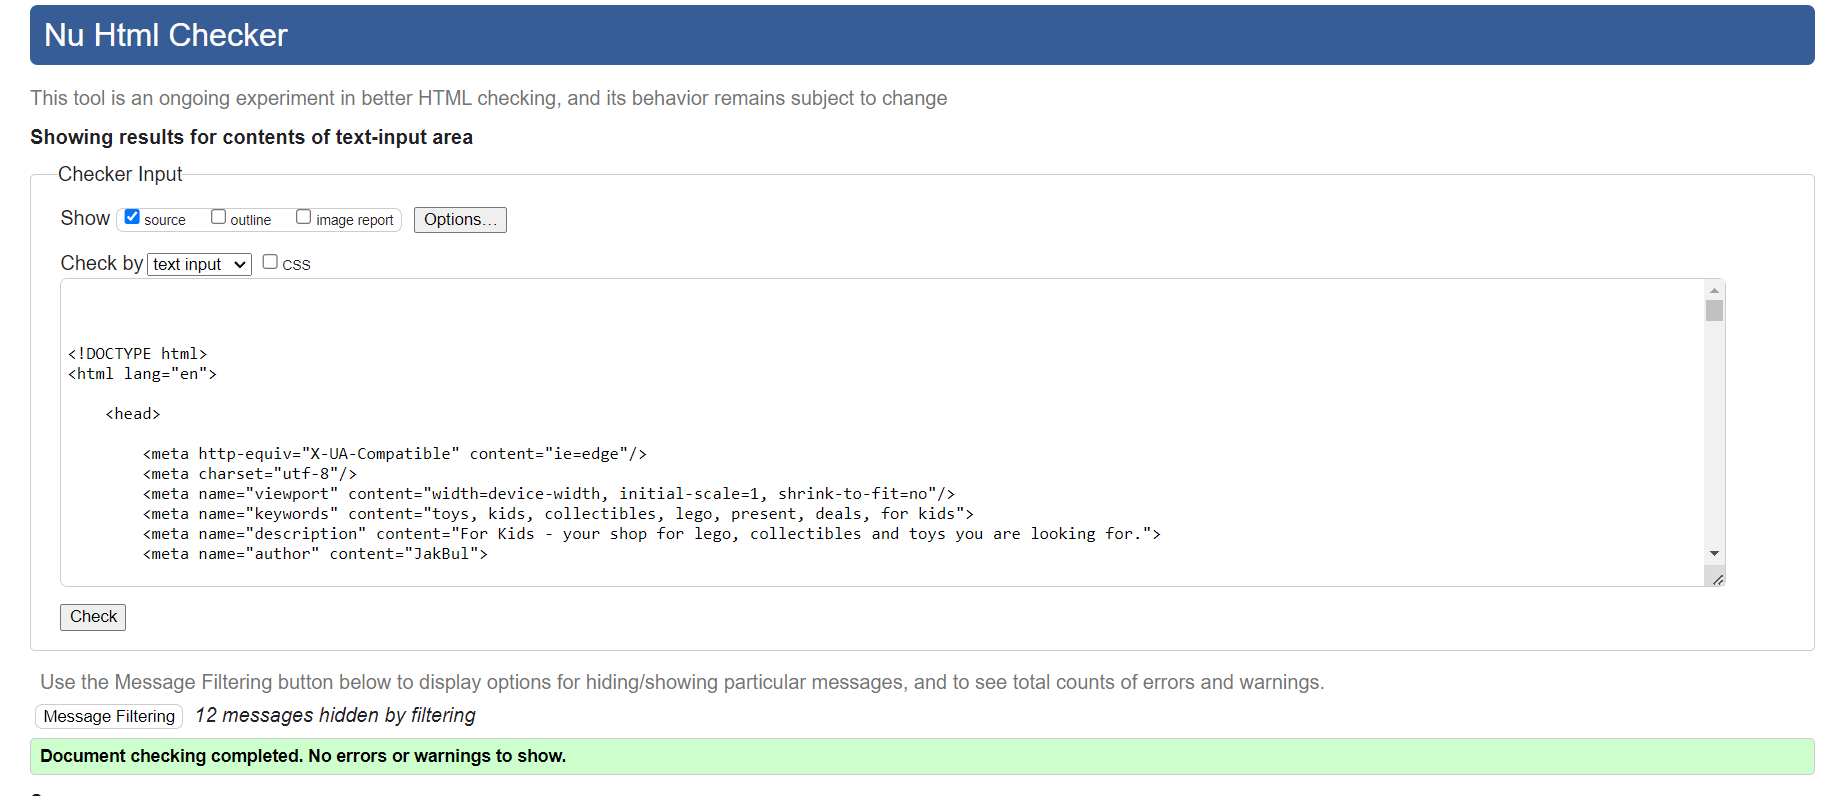 Nu Html Checker
This tool is an ongoing experiment in better HTML checking, and its behavior remains subject to change
Showing results for contents of text-input area
Checker Input
Show source outline image report Options...
Check by text input CSS
<!DOCTYPE html>
<html lang="en">
<head>
<meta http-equiv="X-UA-Compatible" content="ie=edge"/>
<meta charset="utf-8"/>
<meta name="viewport" content="width=device-width, initial-scale=1, shrink-to-fit=no"/>
<meta name="keywords" content="toys, kids, collectibles, lego, present, deals, for kids">
<meta name="description" content="For Kids - your shop for lego, collectibles and toys you are looking for.">
<meta name="author" content="JakBul">
Check
Use the Message Filtering button below to display options for hiding/showing particular messages, and to see total counts of errors and warnings.
Message Filtering 12 messages hidden by filtering
Document checking completed. No errors or warnings to show.